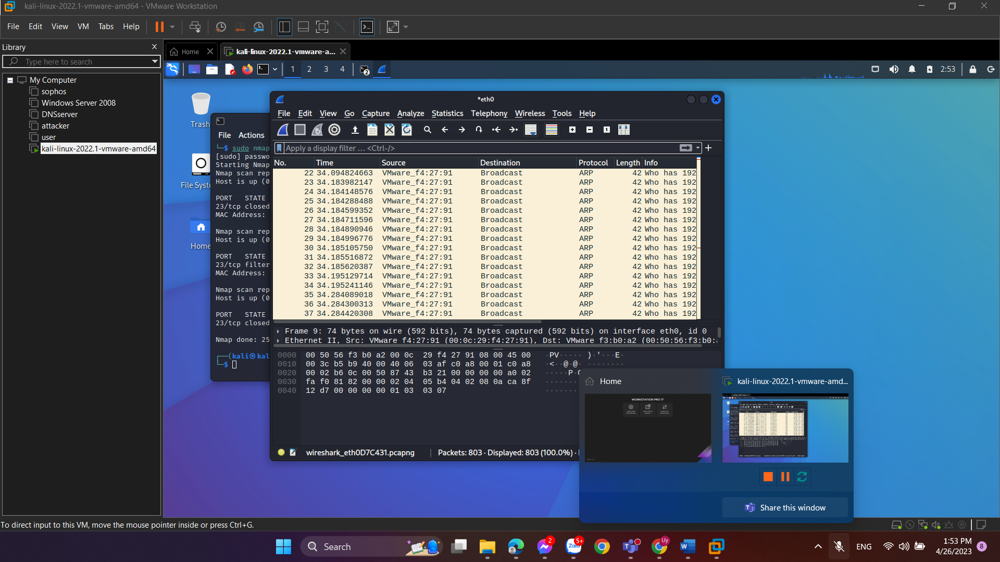 kali-linux-2022.1-vmware-amd64 - VMware Workstation
File Edit View VM Tabs Help
Library
Type here to search
My Computer
sophos
Windows Server 2008
DNSserver
attacker
user
kali-linux-2022.1-vmware-amd64
Home
kali-linux-2022.1-vmware-a...
1 2 3 4
2
2:53
Trash
File Syste
Home
File Actions
└─$ sudo nmap
[sudo] passwo
Starting Nmap
Nmap scan rep
Host is up (0
PORT STATE
23/tcp closed
MAC Address:
Nmap scan rep
Host is up (0
PORT STATE
23/tcp filter
MAC Address:
Nmap scan rep
Host is up (0
PORT STATE
23/tcp closed
Nmap done: 25
┌──(kali㉿kal
└─$
*eth0
File Edit View Go Capture Analyze Statistics Telephony Wireless Tools Help
Apply a display filter ... <Ctrl-/>
No. Time Source Destination Protocol Length Info
22 34.094824663 VMware_f4:27:91 Broadcast ARP 42 Who has 192
23 34.183982147 VMware_f4:27:91 Broadcast ARP 42 Who has 192
24 34.184148576 VMware_f4:27:91 Broadcast ARP 42 Who has 192
25 34.184288488 VMware_f4:27:91 Broadcast ARP 42 Who has 192
26 34.184599352 VMware_f4:27:91 Broadcast ARP 42 Who has 192
27 34.184711596 VMware_f4:27:91 Broadcast ARP 42 Who has 192
28 34.184890946 VMware_f4:27:91 Broadcast ARP 42 Who has 192
29 34.184996776 VMware_f4:27:91 Broadcast ARP 42 Who has 192
30 34.185105750 VMware_f4:27:91 Broadcast ARP 42 Who has 192
31 34.185516872 VMware_f4:27:91 Broadcast ARP 42 Who has 192
32 34.185620387 VMware_f4:27:91 Broadcast ARP 42 Who has 192
33 34.195129714 VMware_f4:27:91 Broadcast ARP 42 Who has 192
34 34.195241146 VMware_f4:27:91 Broadcast ARP 42 Who has 192
35 34.284089018 VMware_f4:27:91 Broadcast ARP 42 Who has 192
36 34.284300313 VMware_f4:27:91 Broadcast ARP 42 Who has 192
37 34.284420308 VMware_f4:27:91 Broadcast ARP 42 Who has 192
Frame 9: 74 bytes on wire (592 bits), 74 bytes captured (592 bits) on interface eth0, id 0
Ethernet II, Src: VMware_f4:27:91 (00:0c:29:f4:27:91), Dst: VMware_f3:b0:a2 (00:50:56:f3:b0:a
0000 00 50 56 f3 b0 a2 00 0c 29 f4 27 91 08 00 45 00 ·PV····· )·'···E·
0010 00 3c b5 b9 40 00 40 06 03 af c0 a8 00 01 c0 a8 ·<··@·@· ········
0020 00 02 b6 0c 00 50 87 43 b3 21 00 00 00 00 a0 02 ·····P·C
0030 fa f0 81 82 00 00 02 04 05 b4 04 02 08 0a ca 8f ·······
0040 12 d7 00 00 00 00 01 03 03 07 ·······
wireshark_eth0D7C431.pcapng
Packets: 803 · Displayed: 803 (100.0%) ·
Home
kali-linux-2022.1-vmware-amd...
WORKSTATION PRO 17
Share this window
To direct input to this VM, move the mouse pointer inside or press Ctrl+G.
Search
2
Zalo
5+
Uy
ENG
1:53 PM
4/26/2023
8